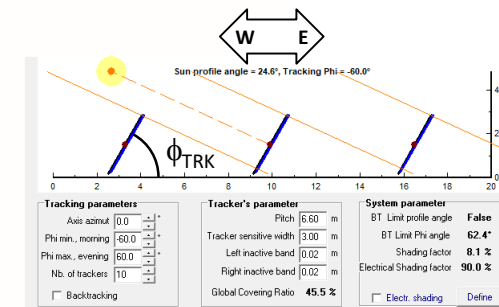 W E
Sun profile angle = 24.6°, Tracking Phi = -60.0°
ϕTRK
4
2
0
0 2 4 6 8 10 12 14 16 18 20
Tracking parameters
Axis azimut 0.0 °
Phi min., morning -60.0 °
Phi max., evening 60.0 °
Nb. of trackers 10
Backtracking
Tracker's parameter
Pitch 6.60 m
Tracker sensitive width 3.00 m
Left inactive band 0.02 m
Right inactive band 0.02 m
Global Covering Ratio 45.5 %
System parameter
BT Limit profile angle False
BT Limit Phi angle 62.4°
Shading factor 8.1 %
Electrical Shading factor 90.0 %
Electr. shading Define